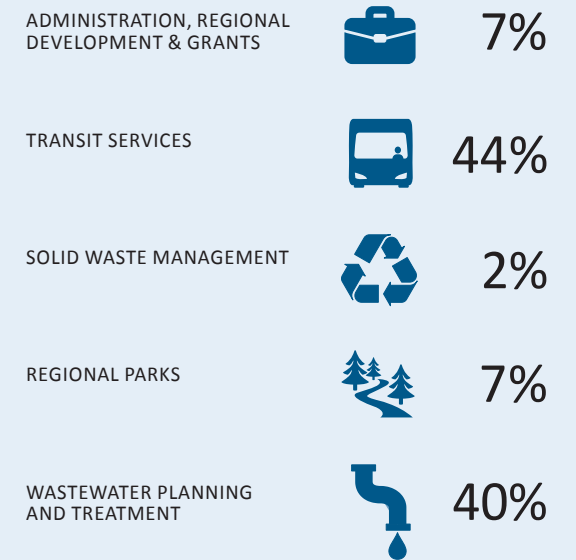 ADMINISTRATION, REGIONAL
DEVELOPMENT & GRANTS
7%
TRANSIT SERVICES
44%
SOLID WASTE MANAGEMENT
2%
REGIONAL PARKS
7%
WASTEWATER PLANNING
AND TREATMENT
40%